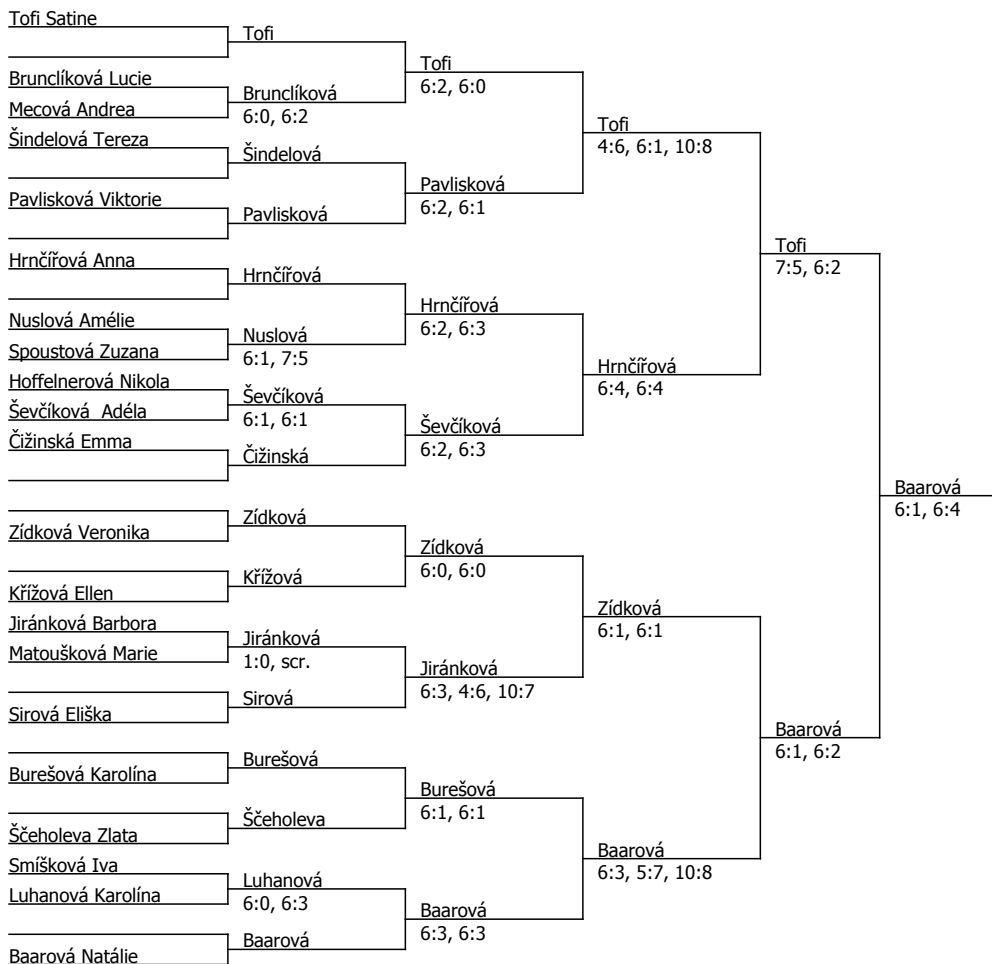 Tofi Satine
Brunclíková Lucie
Mecová Andrea
Šindelová Tereza
Pavlisková Viktorie
Hrnčířová Anna
Nuslová Amélie
Spoustová Zuzana
Hoffelnerová Nikola
Ševčíková  Adéla
Čižinská Emma
Zídková Veronika
Křížová Ellen
Jiránková Barbora
Matoušková Marie
Sirová Eliška
Burešová Karolína
Ščeholeva Zlata
Smíšková Iva
Luhanová Karolína
Baarová Natálie
Tofi
Brunclíková
6:0, 6:2
Šindelová
Pavlisková
Hrnčířová
Nuslová
6:1, 7:5
Ševčíková
6:1, 6:1
Čižinská
Zídková
Křížová
Jiránková
1:0, scr.
Sirová
Burešová
Ščeholeva
Luhanová
6:0, 6:3
Baarová
Tofi
6:2, 6:0
Pavlisková
6:2, 6:1
Hrnčířová
6:2, 6:3
Ševčíková
6:2, 6:3
Zídková
6:0, 6:0
Jiránková
6:3, 4:6, 10:7
Burešová
6:1, 6:1
Baarová
6:3, 6:3
Tofi
4:6, 6:1, 10:8
Hrnčířová
6:4, 6:4
Zídková
6:1, 6:1
Baarová
6:3, 5:7, 10:8
Tofi
7:5, 6:2
Baarová
6:1, 6:2
Baarová
6:1, 6:4